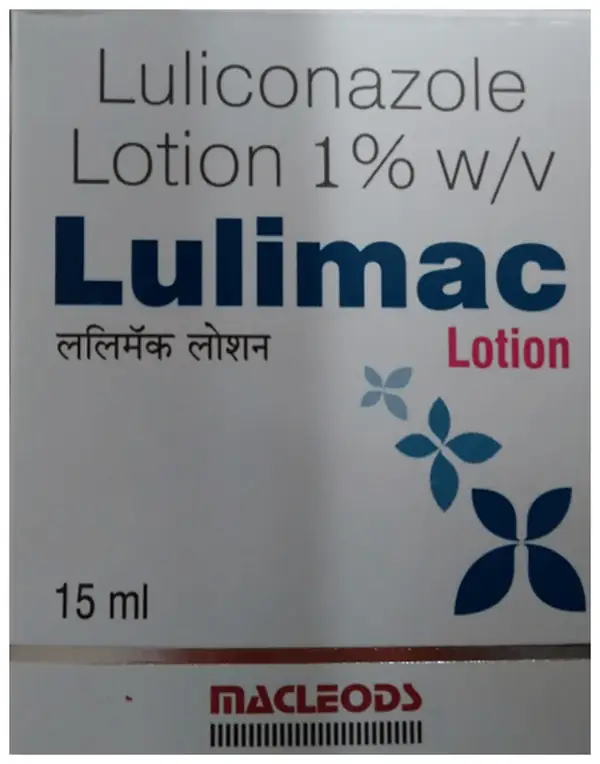 Luliconazole
Lotion 1% w/v
Lulimac
ललिमॅक लोशन Lotion
15 ml
MACLEODS